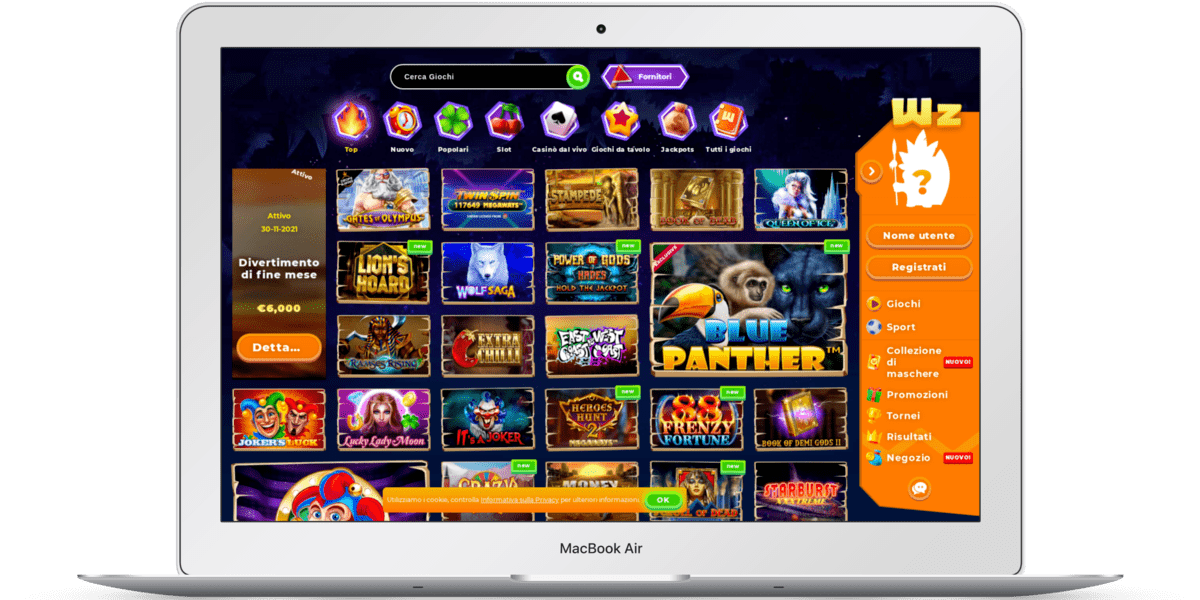 Cerca Giochi
Fornitori
Wz
Top
Nuovo
Popolari
Slot
Casinò dal vivo
Giochi da tavolo
Jackpots
Tutti i giochi
Attivo
Attivo
30-11-2021
Divertimento
di fine mese
€6,000
Detta...
GATES OF OLYMPUS
TWIN SPIN
117649 MEGAWAYS
STAMPEDE
BOOK OF DEAD
QUEEN OF ICE
new
LION'S
HOARD
WOLF SAGA
new
POWER OF GODS
HADES
HOLD THE JACKPOT
EXCLUSIVE
new
BLUE
PANTHER™
RAMSES RISING
EXTRA
CHILLI
EAST COAST
WEST COAST
JOKER'S LUCK
Lucky Lady Moon
IT'S A JOKER
new
HEROES
HUNT
2
MEGAWAYS
new
88
FRENZY
FORTUNE
BOOK OF DEMI GODS II
new
MONEY
new
OF DEAD
STARBURST
XXXTREME
?
Nome utente
Registrati
Giochi
Sport
Collezione
di
maschere
NUOVO!
Promozioni
Tornei
Risultati
Negozio
NUOVO!
Utilizziamo i cookie, controlla informativa sulla Privacy per ulteriori informazioni.
OK
MacBook Air